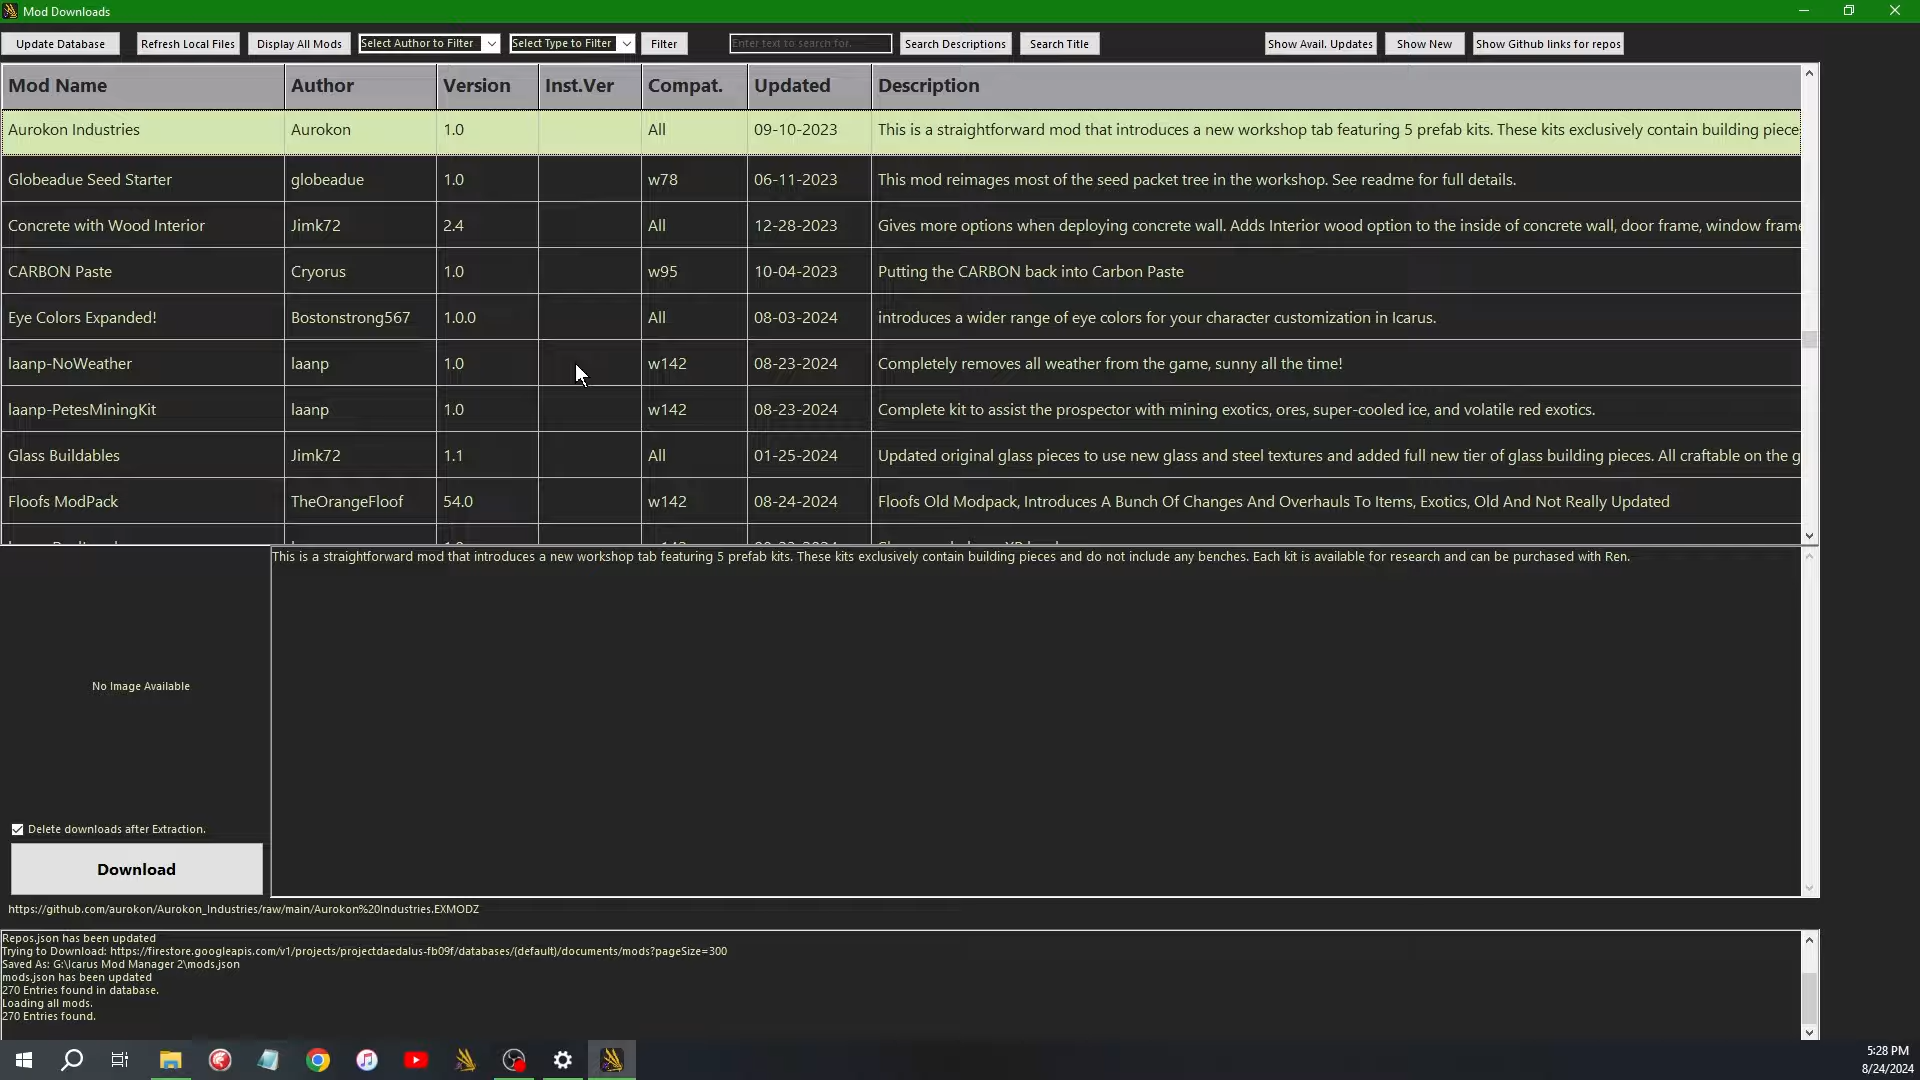 Mod Downloads
Update Database Refresh Local Files Display All Mods Select Author to Filter Select Type to Filter Filter Enter text to search for. Search Descriptions Search Title Show Avail. Updates Show New Show Github links for repos
Mod Name Author Version Inst.Ver Compat. Updated Description
Aurokon Industries Aurokon 1.0 All 09-10-2023 This is a straightforward mod that introduces a new workshop tab featuring 5 prefab kits. These kits exclusively contain building piece
Globeadue Seed Starter globeadue 1.0 w78 06-11-2023 This mod reimages most of the seed packet tree in the workshop. See readme for full details.
Concrete with Wood Interior Jimk72 2.4 All 12-28-2023 Gives more options when deploying concrete wall. Adds Interior wood option to the inside of concrete wall, door frame, window frame
CARBON Paste Cryorus 1.0 w95 10-04-2023 Putting the CARBON back into Carbon Paste
Eye Colors Expanded! Bostonstrong567 1.0.0 All 08-03-2024 introduces a wider range of eye colors for your character customization in Icarus.
laanp-NoWeather laanp 1.0 w142 08-23-2024 Completely removes all weather from the game, sunny all the time!
laanp-PetesMiningKit laanp 1.0 w142 08-23-2024 Complete kit to assist the prospector with mining exotics, ores, super-cooled ice, and volatile red exotics.
Glass Buildables Jimk72 1.1 All 01-25-2024 Updated original glass pieces to use new glass and steel textures and added full new tier of glass building pieces. All craftable on the g
Floofs ModPack TheOrangeFloof 54.0 w142 08-24-2024 Floofs Old Modpack, Introduces A Bunch Of Changes And Overhauls To Items, Exotics, Old And Not Really Updated
This is a straightforward mod that introduces a new workshop tab featuring 5 prefab kits. These kits exclusively contain building pieces and do not include any benches. Each kit is available for research and can be purchased with Ren.
No Image Available
Delete downloads after Extraction.
Download
https://github.com/aurokon/Aurokon_Industries/raw/main/Aurokon%20Industries.EXMODZ
Repos.json has been updated
Trying to Download: https://firestore.googleapis.com/v1/projects/projectdaedalus-fb09f/databases/(default)/documents/mods?pageSize=300
Saved As: G:\Icarus Mod Manager 2\mods.json
mods.json has been updated
270 Entries found in database.
Loading all mods.
270 Entries found.
5:28 PM
8/24/2024